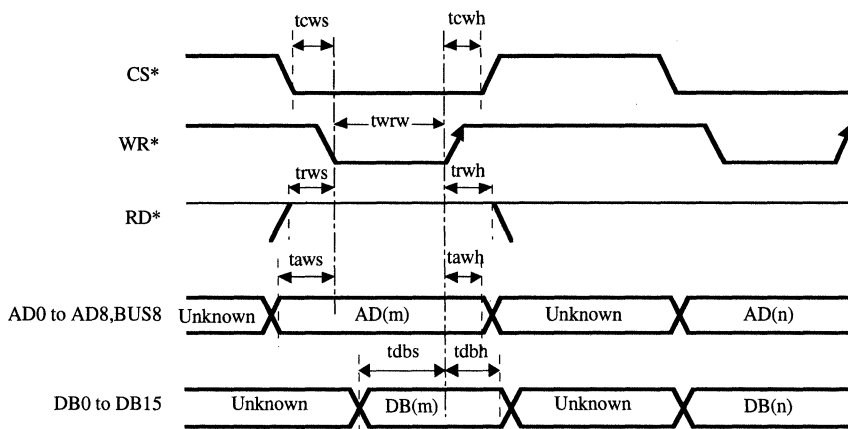 tcws tcwh
CS*
twrw
WR*
trws trwh
RD*
taws tawh
AD0 to AD8,BUS8 Unknown AD(m) Unknown AD(n)
tdbs tdbh
DB0 to DB15 Unknown DB(m) Unknown DB(n)